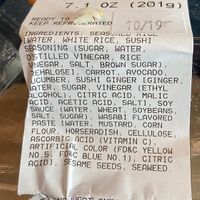 7.1 OZ (201g)
READY TO
KEEP REFRIGERATED
10/19
INGREDIENTS: SEASONED RICE
[WATER, WHITE RICE, SUSHI
SEASONING (SUGAR, WATER,
DISTILLED VINEGAR, RICE
VINEGAR, SALT, BROWN SUGAR),
TREHALOSE], CARROT, AVOCADO,
CUCUMBER, SUSHI GINGER [GINGER,
WATER, SUGAR, VINEGAR (ETHYL
ALCOHOL), CITRIC ACID, MALIC
ACID, ACETIC ACID, SALT], SOY
SAUCE (WATER, WHEAT, SOYBEANS,
SALT, SUGAR), WASABI FLAVORED
PASTE [WATER, MUSTARD, CORN
FLOUR, HORSERADISH, CELLULOSE,
ASCORBIC ACID (VITAMIN C),
ARTIFICIAL COLOR (FD&C YELLOW
NO.5, FD&C BLUE NO.1), CITRIC
ACID], SESAME SEEDS, SEAWEED.